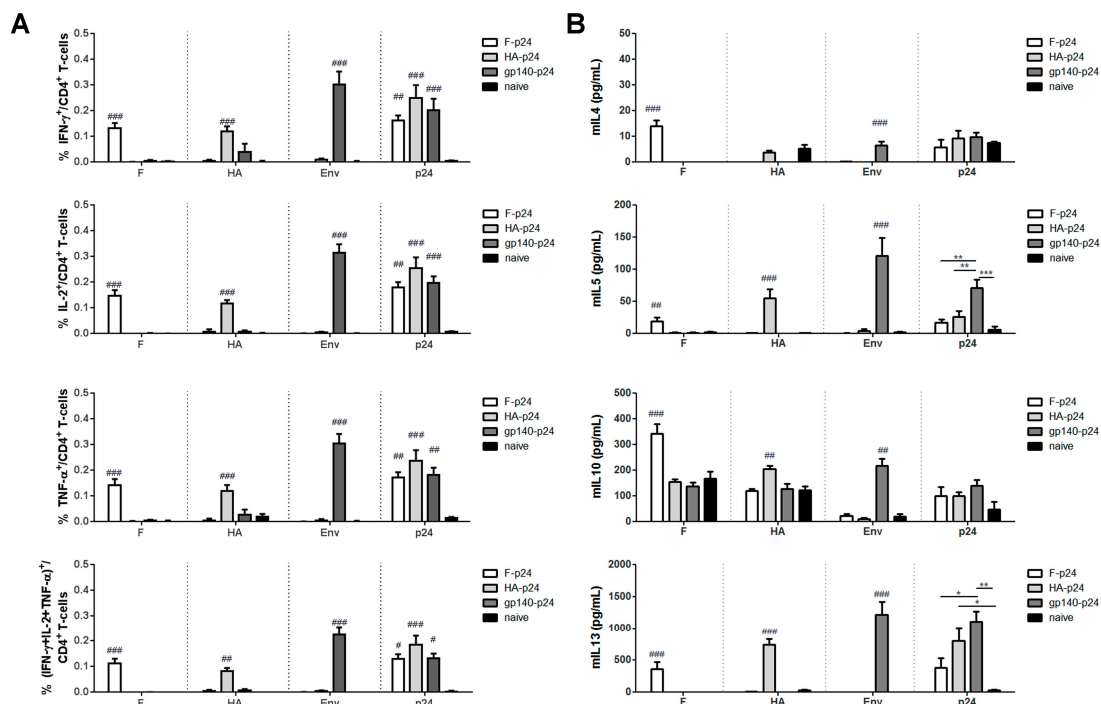 A
% IFN-γ⁺/CD4⁺ T-cells
0.5
0.4
0.3
0.2
0.1
0.0
### ### ### ## ### ###
F HA Env p24
F-p24
HA-p24
gp140-p24
naive
% IL-2⁺/CD4⁺ T-cells
0.5
0.4
0.3
0.2
0.1
0.0
### ### ### ## ### ###
F HA Env p24
F-p24
HA-p24
gp140-p24
naive
% TNF-α⁺/CD4⁺ T-cells
0.5
0.4
0.3
0.2
0.1
0.0
### ### ### ## ### ##
F HA Env p24
F-p24
HA-p24
gp140-p24
naive
% (IFN-γ+IL-2+TNF-α)⁺/
CD4⁺ T-cells
0.5
0.4
0.3
0.2
0.1
0.0
### ## ### # ### #
F HA Env p24
F-p24
HA-p24
gp140-p24
naive
B
mIL4 (pg/mL)
50
40
30
20
10
0
### ###
F HA Env p24
F-p24
HA-p24
gp140-p24
naive
mIL5 (pg/mL)
200
150
100
50
0
## ### ### ** ** ***
F HA Env p24
F-p24
HA-p24
gp140-p24
naive
mIL10 (pg/mL)
500
400
300
200
100
0
### ## ##
F HA Env p24
F-p24
HA-p24
gp140-p24
naive
mIL13 (pg/mL)
1500
1000
500
0
### ### ### * ** *
F HA Env p24
F-p24
HA-p24
gp140-p24
naive